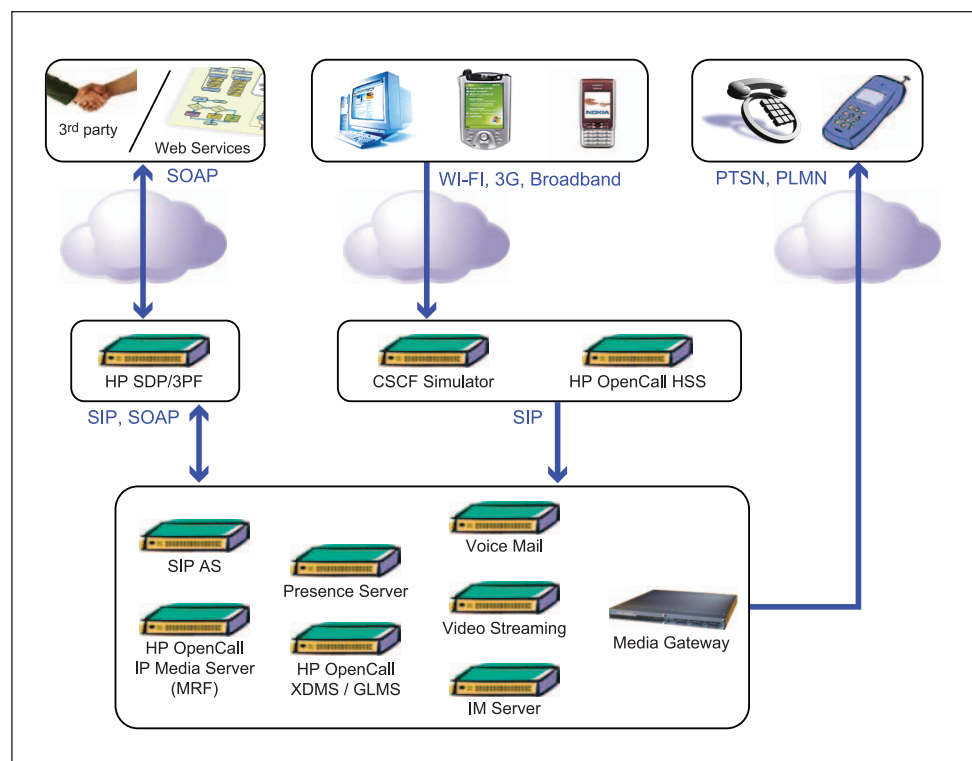 3rd party
Web Services
NOKIA
SOAP
WI-FI, 3G, Broadband
PTSN, PLMN
HP SDP/3PF
CSCF Simulator
HP OpenCall HSS
SIP, SOAP
SIP
SIP AS
Presence Server
Voice Mail
HP OpenCall
IP Media Server
(MRF)
HP OpenCall
XDMS / GLMS
Video Streaming
IM Server
Media Gateway